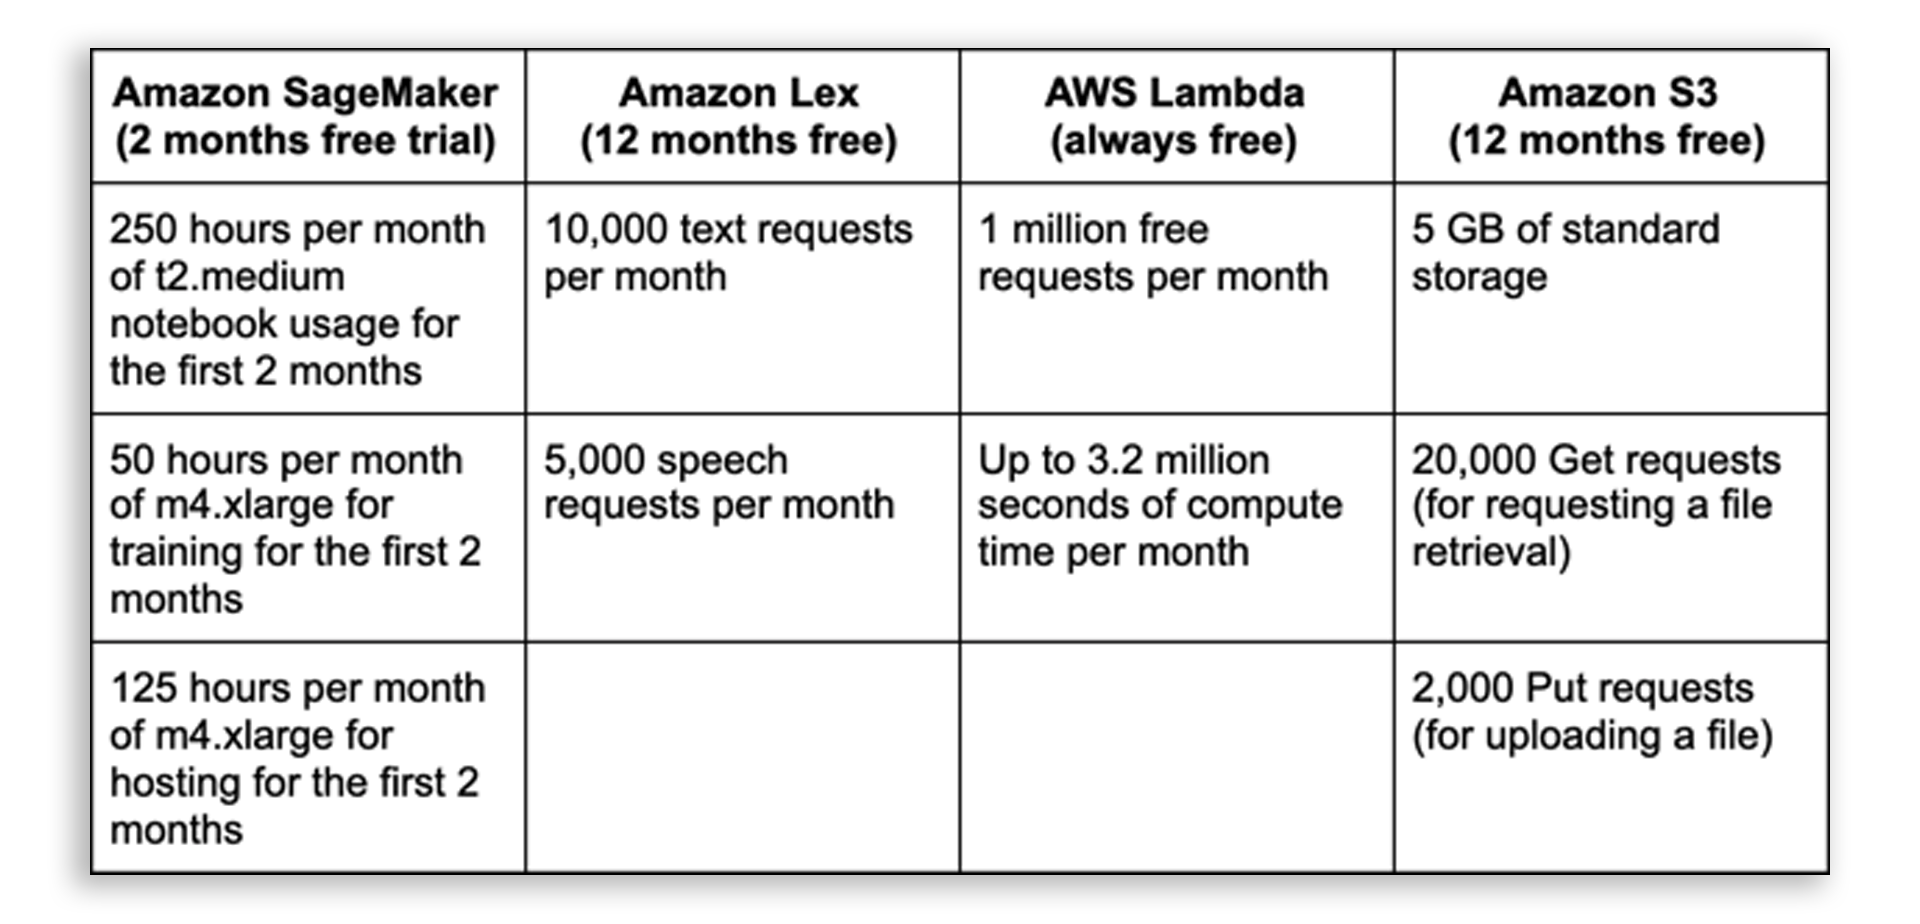 Amazon SageMaker
(2 months free trial)
Amazon Lex
(12 months free)
AWS Lambda
(always free)
Amazon S3
(12 months free)
250 hours per month
of t2.medium
notebook usage for
the first 2 months
10,000 text requests
per month
1 million free
requests per month
5 GB of standard
storage
50 hours per month
of m4.xlarge for
training for the first 2
months
5,000 speech
requests per month
Up to 3.2 million
seconds of compute
time per month
20,000 Get requests
(for requesting a file
retrieval)
125 hours per month
of m4.xlarge for
hosting for the first 2
months
2,000 Put requests
(for uploading a file)